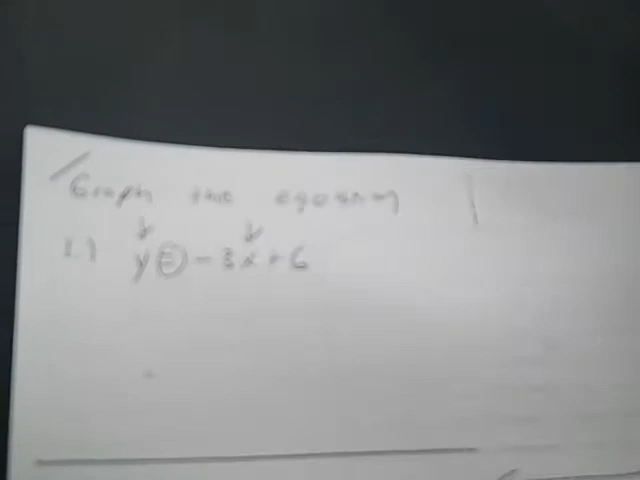 Graph the equation
1.) y = -3x + 6